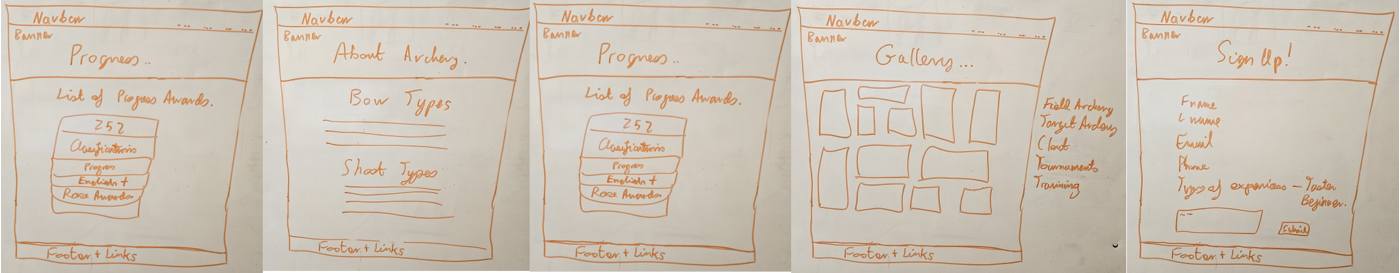 Navbar
Banner
Progress..
List of Progress Awards.
252
Classifications
Progress
English +
Rose Awards
Footer + Links
Navbar
About Archery.
Bow Types
Shoot Types
Footer + Links
Navbar
Banner
Progress..
List of Progress Awards.
252
Classifications
Progress
English +
Rose Awards
Footer + Links
Navbar
Banner
Gallery...
Field Archery
Target Archery
Clout
Tournaments
Training
Footer + Links
Navbar
Banner
Sign Up!
Fname
Lname
Email
Phone
Types of experience - Taster
Beginner.
Submit
Footer + Links